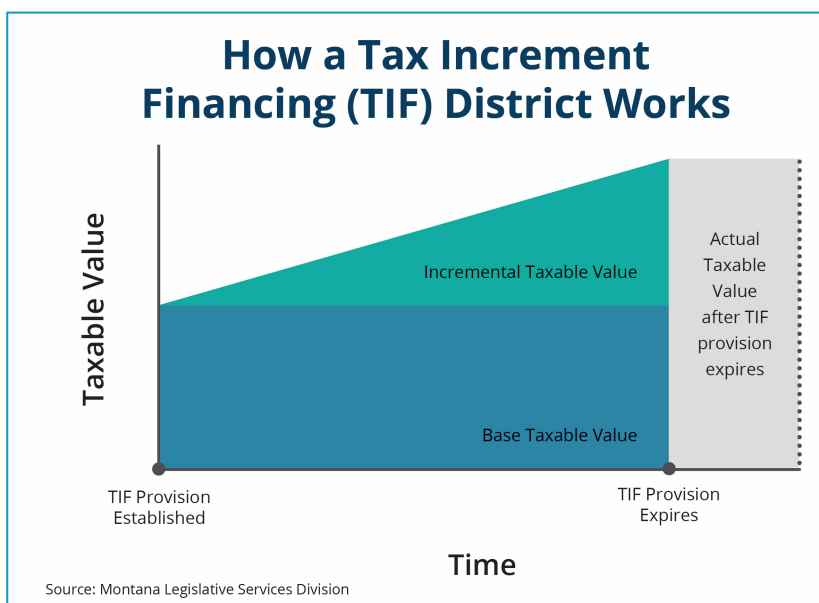 How a Tax Increment
Financing (TIF) District Works
Taxable Value
Incremental Taxable Value
Base Taxable Value
Actual
Taxable
Value
after TIF
provision
expires
TIF Provision
Established
TIF Provision
Expires
Time
Source: Montana Legislative Services Division